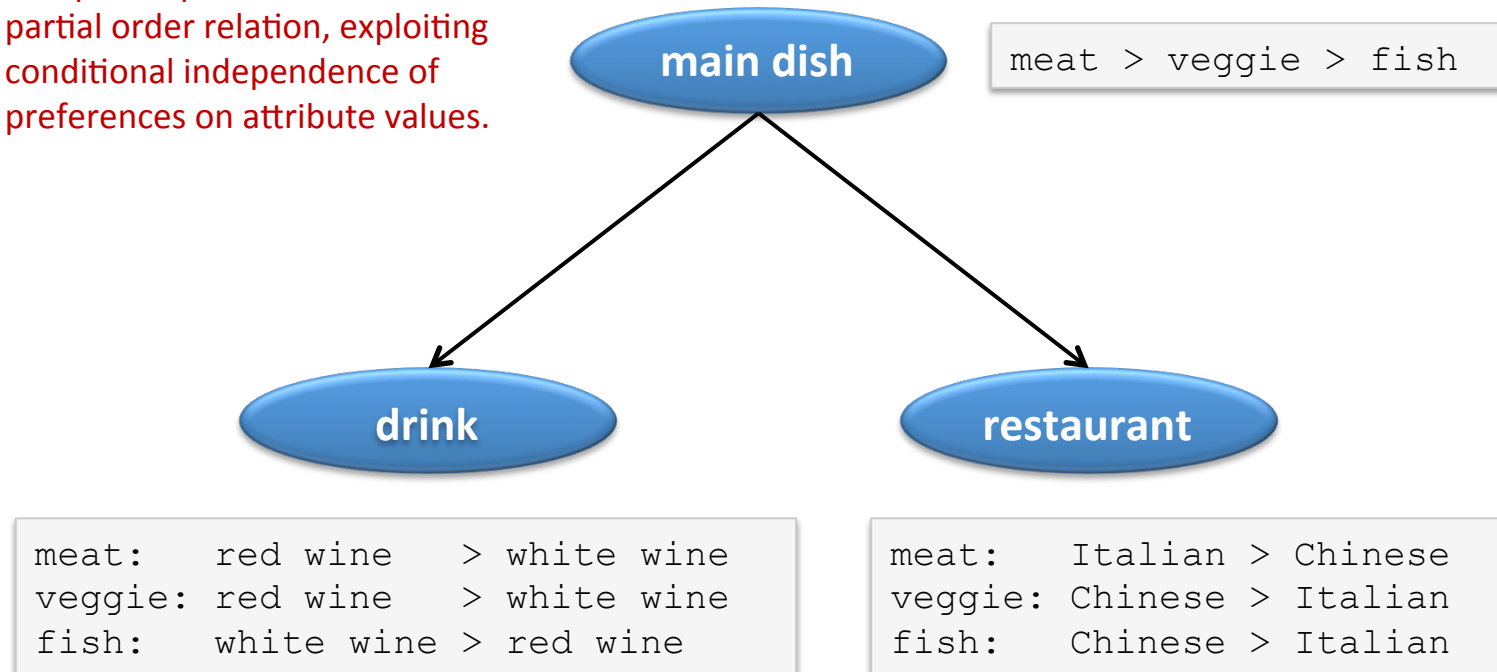 partial order relation, exploiting
conditional independence of
preferences on attribute values.
main dish
meat > veggie > fish
drink
restaurant
meat: red wine > white wine
veggie: red wine > white wine
fish: white wine > red wine
meat: Italian > Chinese
veggie: Chinese > Italian
fish: Chinese > Italian